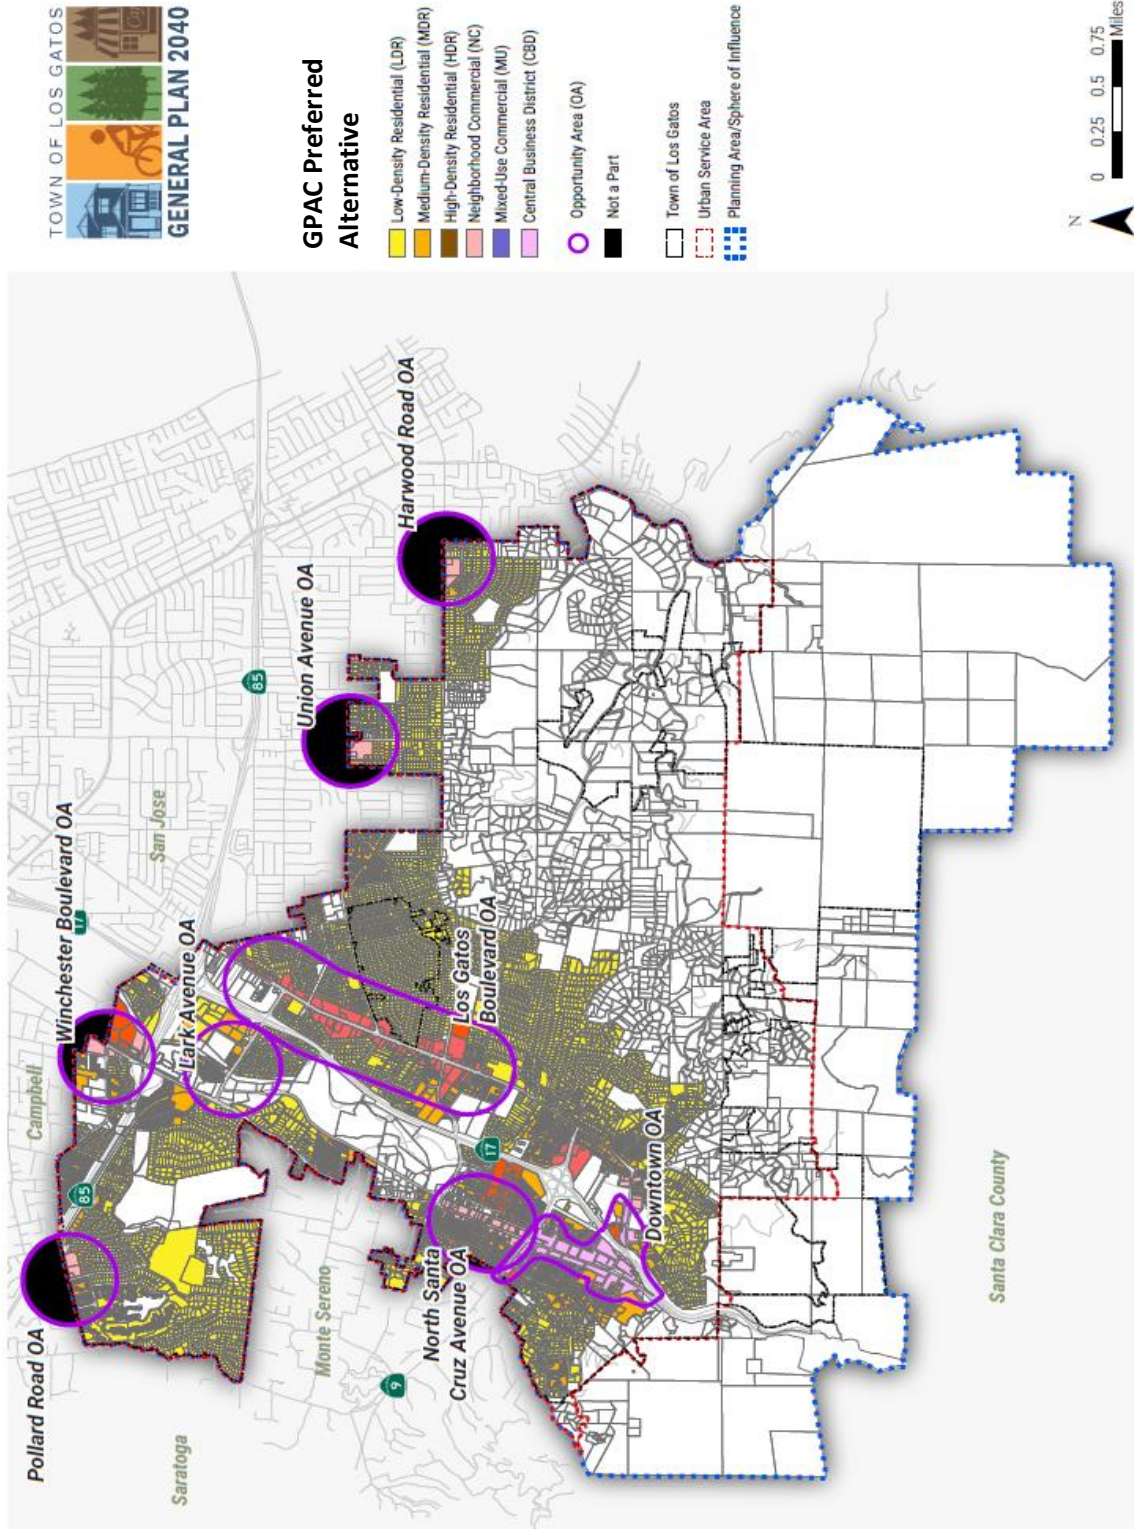 TOWN OF LOS GATOS
GENERAL PLAN 2040
GPAC Preferred
Alternative
Low-Density Residential (LDR)
Medium-Density Residential (MDR)
High-Density Residential (HDR)
Neighborhood Commercial (NC)
Mixed-Use Commercial (MU)
Central Business District (CBD)
Opportunity Area (OA)
Not a Part
Town of Los Gatos
Urban Service Area
Planning Area/Sphere of Influence
N
0 0.25 0.5 0.75
Miles
Pollard Road OA
Winchester Boulevard OA
Lark Avenue OA
Union Avenue OA
Harwood Road OA
Los Gatos
Boulevard OA
North Santa
Cruz Avenue OA
Downtown OA
Saratoga
Monte Sereno
Campbell
San Jose
Santa Clara County
85
17
85
17
9